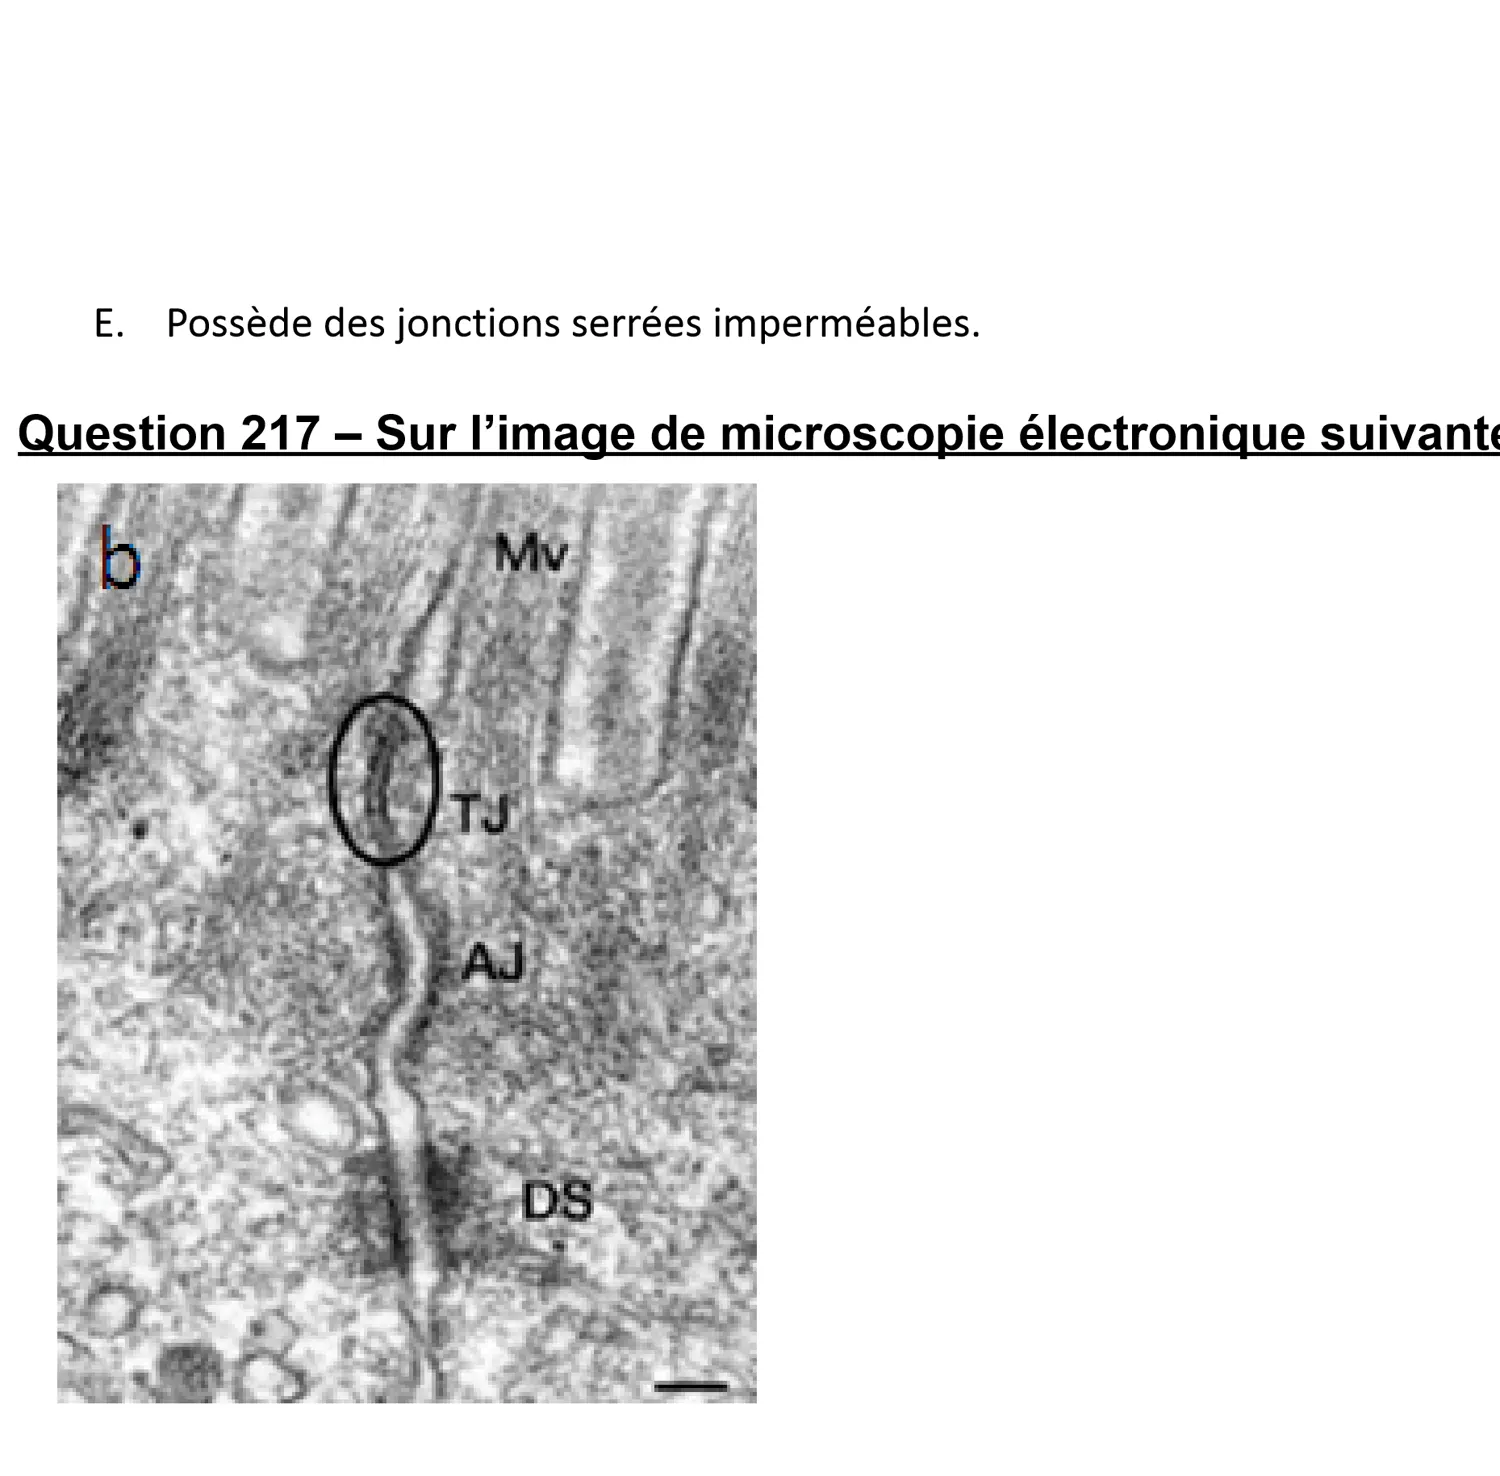 E. Possède des jonctions serrées imperméables.
Question 217 – Sur l’image de microscopie électronique suivante
b
Mv
TJ
AJ
DS